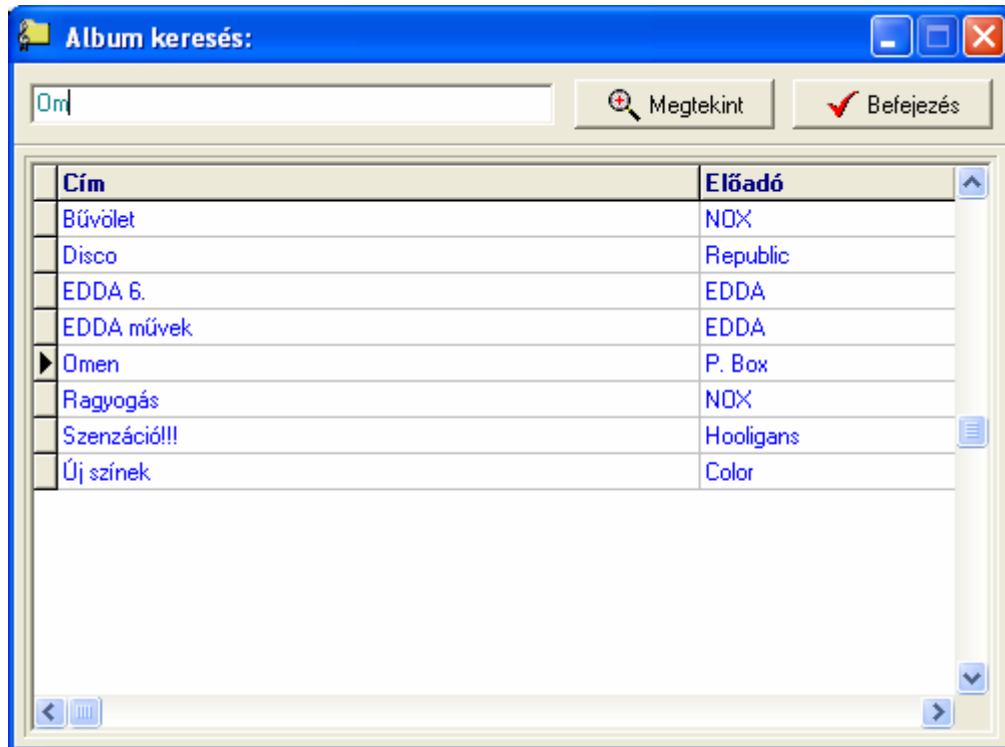 Album keresés:
Om Megtekint Befejezés
Cím Előadó
Bűvölet NOX
Disco Republic
EDDA 6. EDDA
EDDA művek EDDA
Omen P. Box
Ragyogás NOX
Szenzáció!!! Hooligans
Új színek Color